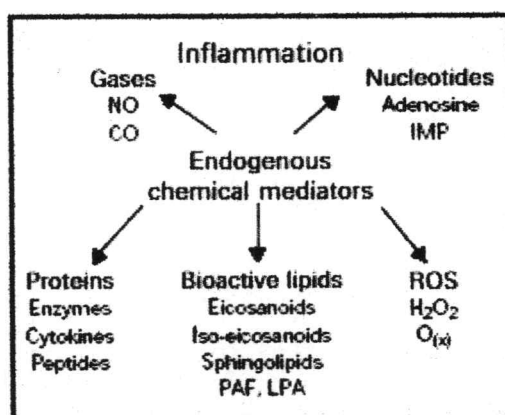 Inflammation
Gases
NO
CO
Nucleotides
Adenosine
IMP
Endogenous
chemical mediators
Proteins
Enzymes
Cytokines
Peptides
Bioactive lipids
Eicosanoids
Iso-eicosanoids
Sphingolipids
PAF, LPA
ROS
H₂O₂
O₍ₓ₎